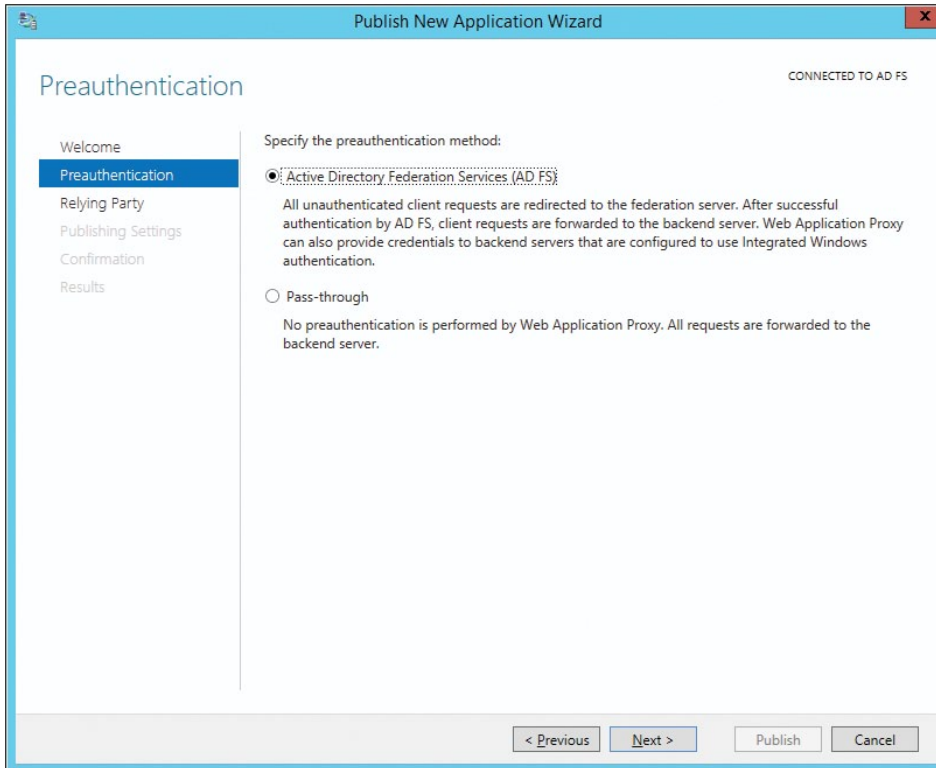 Publish New Application Wizard
x
Preauthentication
CONNECTED TO AD FS
Welcome
Preauthentication
Relying Party
Publishing Settings
Confirmation
Results
Specify the preauthentication method:
Active Directory Federation Services (AD FS)
All unauthenticated client requests are redirected to the federation server. After successful
authentication by AD FS, client requests are forwarded to the backend server. Web Application Proxy
can also provide credentials to backend servers that are configured to use Integrated Windows
authentication.
Pass-through
No preauthentication is performed by Web Application Proxy. All requests are forwarded to the
backend server.
< Previous
Next >
Publish
Cancel